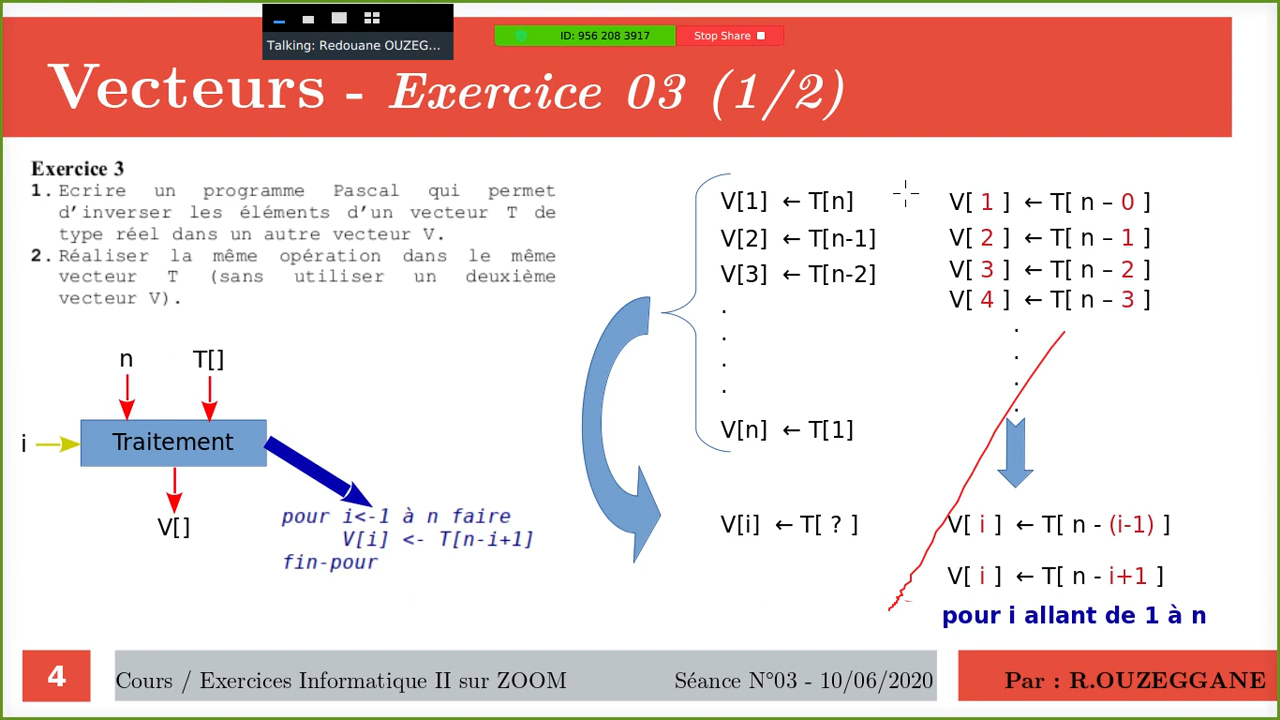 Talking: Redouane OUZEG...
ID: 956 208 3917
Stop Share
Vecteurs - Exercice 03 (1/2)
Exercice 3
1. Ecrire un programme Pascal qui permet
d’inverser les éléments d’un vecteur T de
type réel dans un autre vecteur V.
2. Réaliser la même opération dans le même
vecteur T (sans utiliser un deuxième
vecteur V).
n
T[]
i
Traitement
V[]
pour i<-1 à n faire
V[i] <- T[n-i+1]
fin-pour
V[1] ← T[n]
V[2] ← T[n-1]
V[3] ← T[n-2]
.
.
.
.
V[n] ← T[1]
V[i] ← T[ ? ]
V[ 1 ] ← T[ n – 0 ]
V[ 2 ] ← T[ n – 1 ]
V[ 3 ] ← T[ n – 2 ]
V[ 4 ] ← T[ n – 3 ]
.
.
.
.
V[ i ] ← T[ n - (i-1) ]
V[ i ] ← T[ n - i+1 ]
pour i allant de 1 à n
4
Cours / Exercices Informatique II sur ZOOM
Séance N°03 - 10/06/2020
Par : R.OUZEGGANE